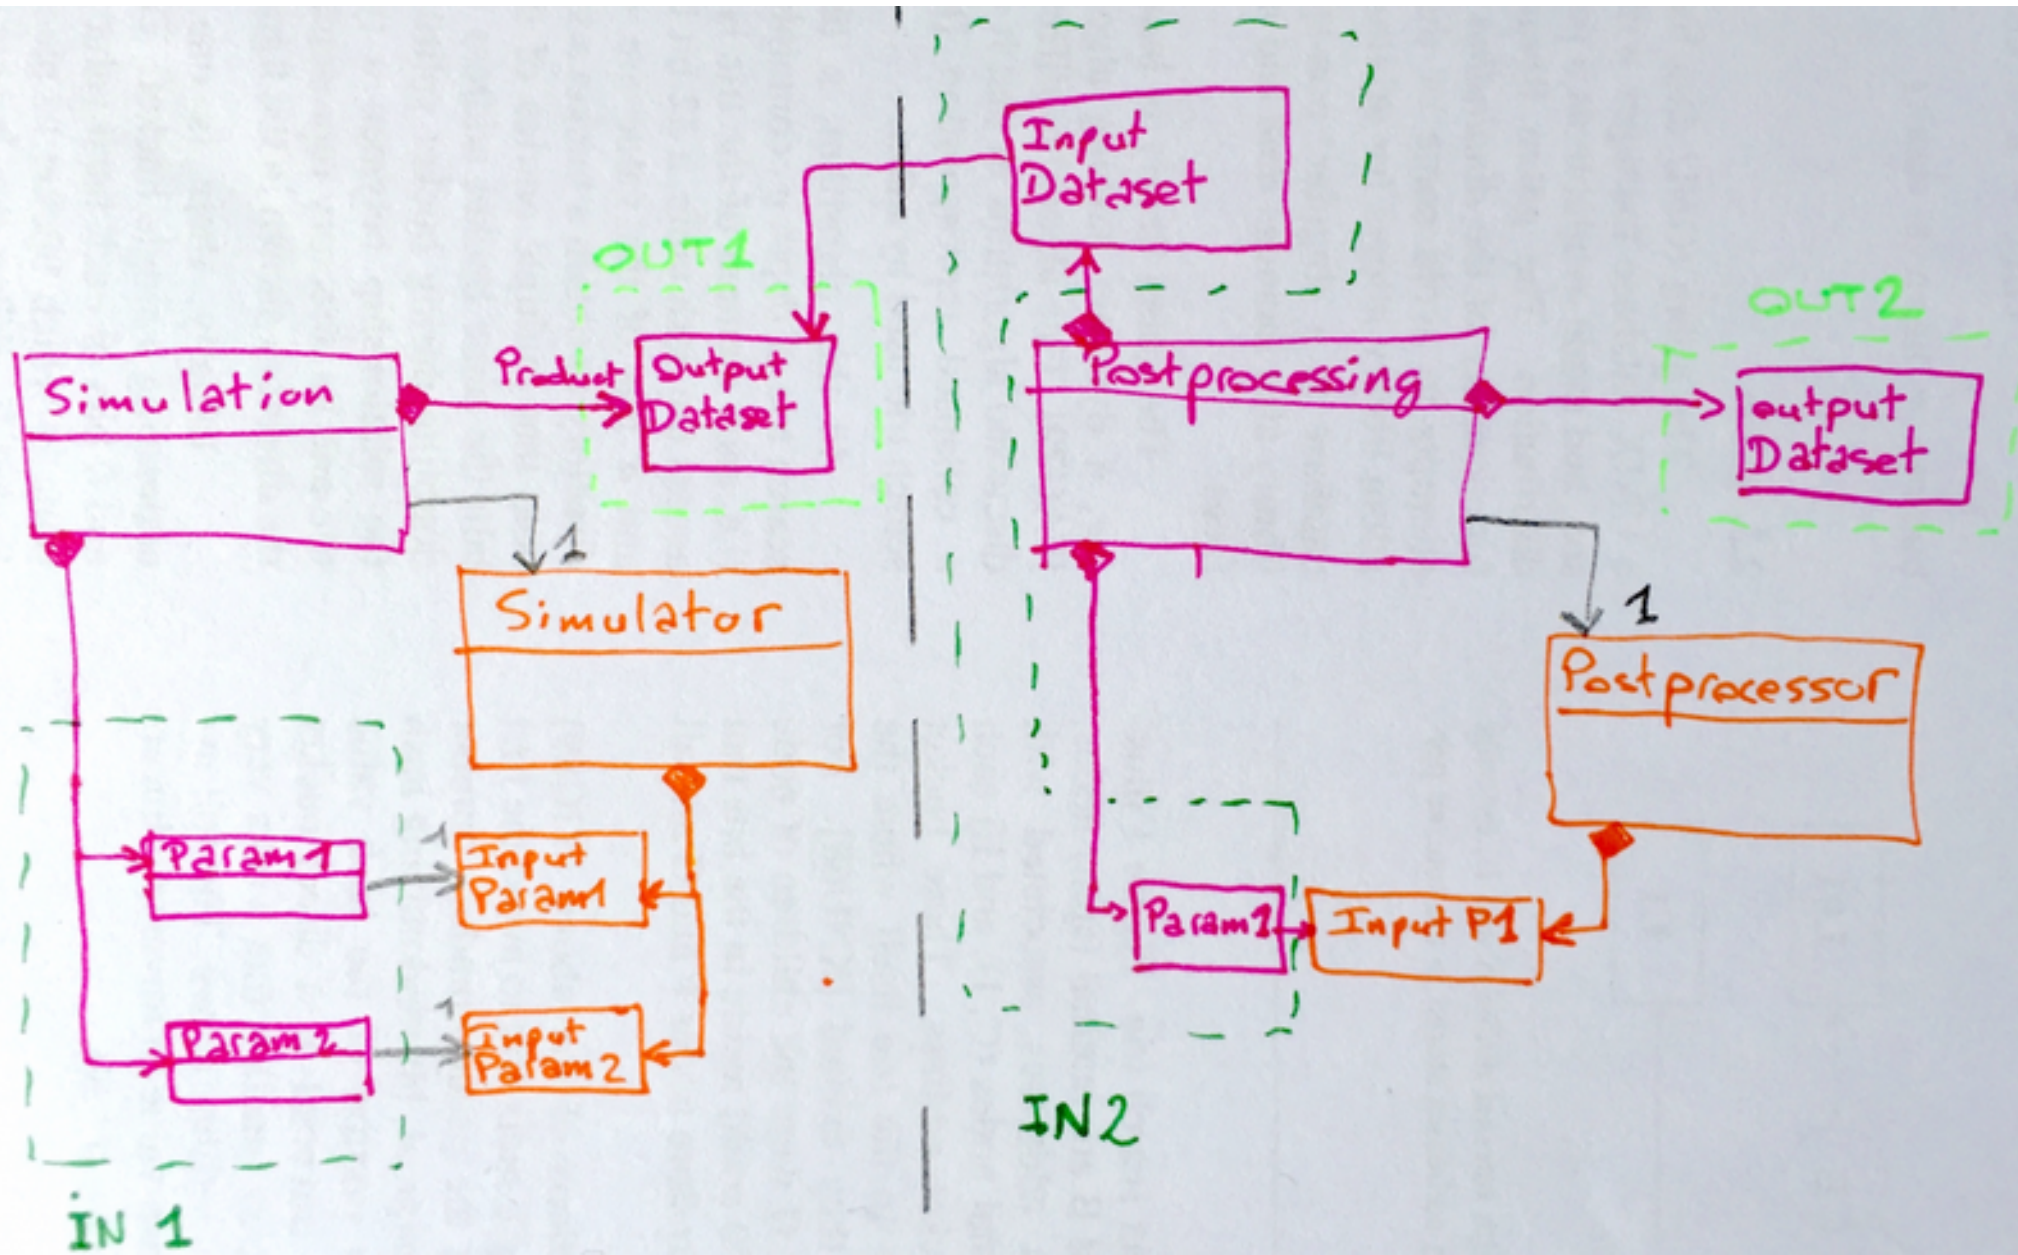 Input
Dataset
OUT1
OUT2
Simulation
Product
Output
Dataset
Postprocessing
output
Dataset
1
Simulator
1
Postprocessor
Param1
1
Input
Param1
Param1
Input P1
Param2
1
Input
Param2
IN2
IN 1